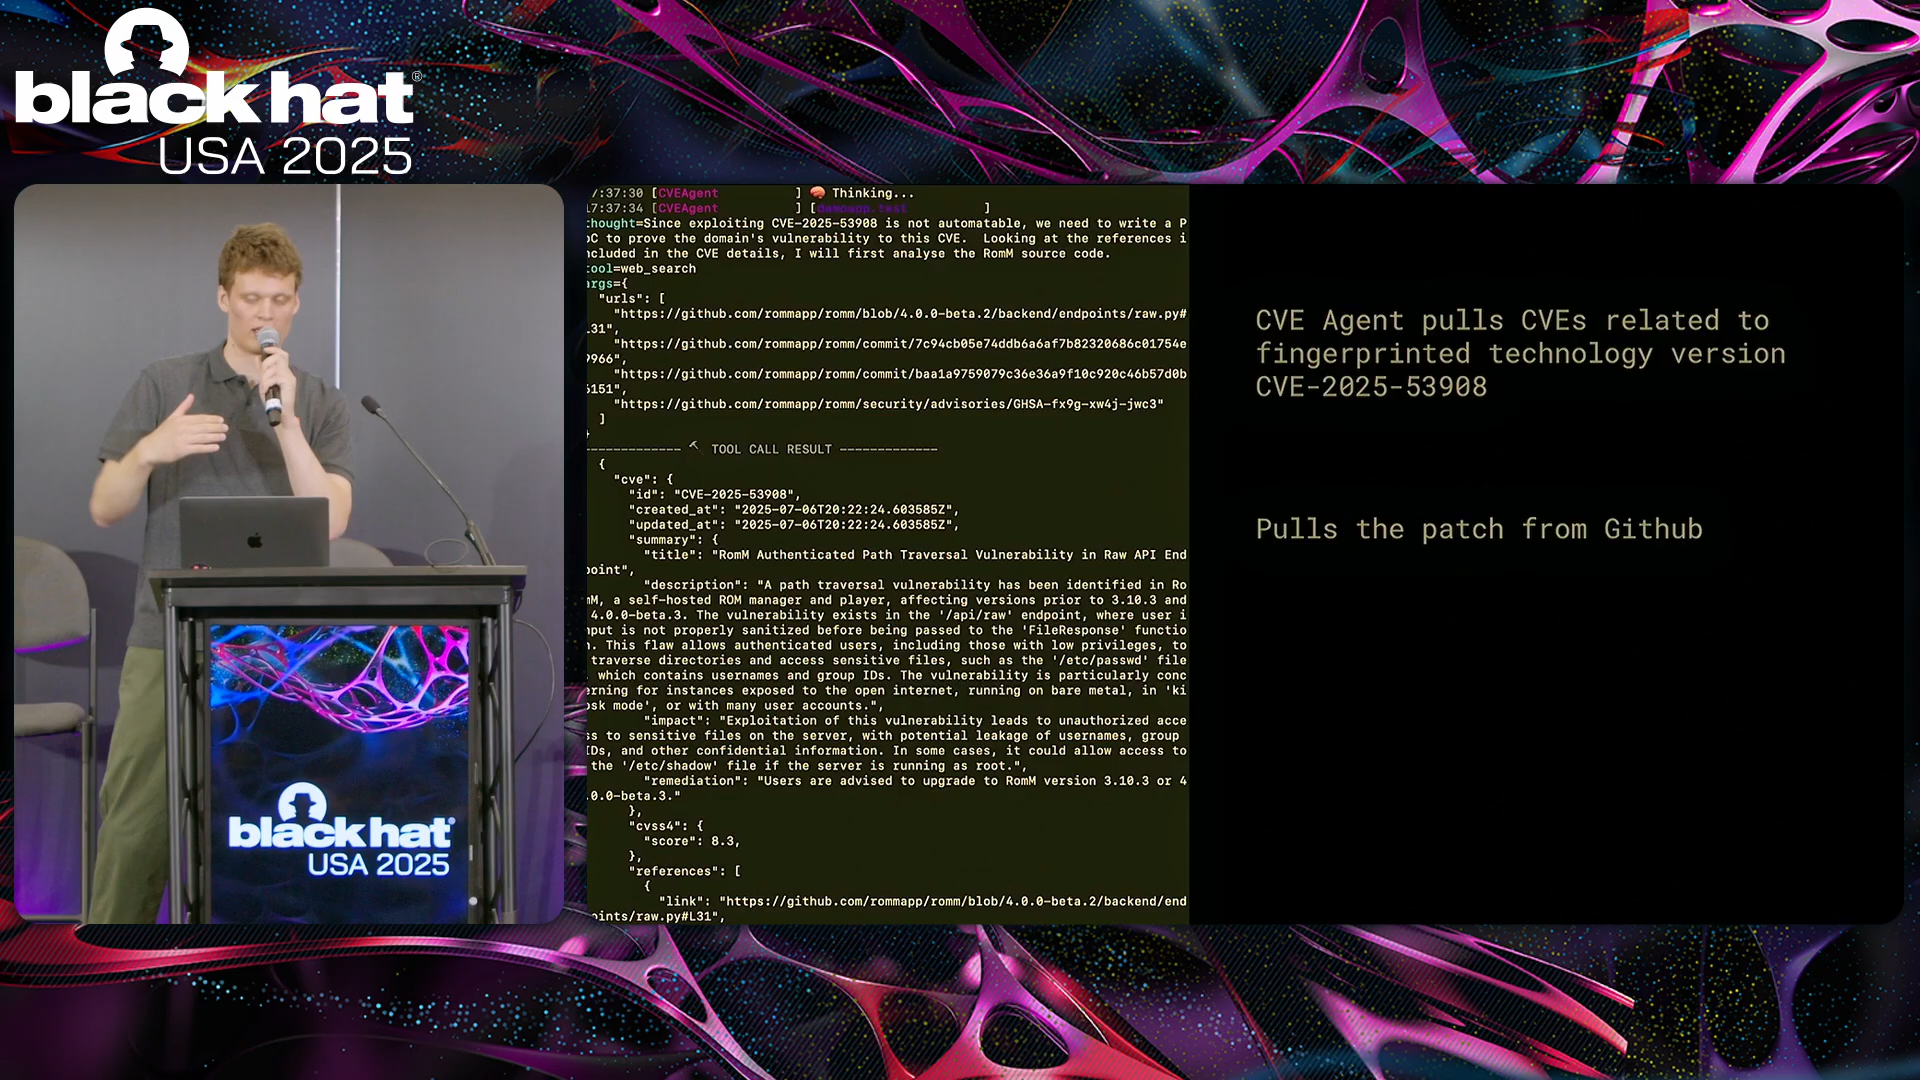 blackhat®
USA 2025
7:37:30 [CVEAgent ] Thinking...
17:37:34 [CVEAgent ] [demoapp.test ]
thought=Since exploiting CVE-2025-53908 is not automatable, we need to write a P
oC to prove the domain's vulnerability to this CVE. Looking at the references i
ncluded in the CVE details, I will first analyse the RomM source code.
tool=web_search
args={
"urls": [
"https://github.com/rommapp/romm/blob/4.0.0-beta.2/backend/endpoints/raw.py#
L31",
"https://github.com/rommapp/romm/commit/7c94cb05e74ddb6a6af7b82320686c01754e
9966",
"https://github.com/rommapp/romm/commit/baa1a9759079c36e36a9f10c920c46b57d0b
5151",
"https://github.com/rommapp/romm/security/advisories/GHSA-fx9g-xw4j-jwc3"
]
}
------------- TOOL CALL RESULT -------------
{
"cve": {
"id": "CVE-2025-53908",
"created_at": "2025-07-06T20:22:24.603585Z",
"updated_at": "2025-07-06T20:22:24.603585Z",
"summary": {
"title": "RomM Authenticated Path Traversal Vulnerability in Raw API End
point",
"description": "A path traversal vulnerability has been identified in Ro
mM, a self-hosted ROM manager and player, affecting versions prior to 3.10.3 and
4.0.0-beta.3. The vulnerability exists in the '/api/raw' endpoint, where user i
nput is not properly sanitized before being passed to the 'FileResponse' functio
n. This flaw allows authenticated users, including those with low privileges, to
traverse directories and access sensitive files, such as the '/etc/passwd' file
, which contains usernames and group IDs. The vulnerability is particularly conc
erning for instances exposed to the open internet, running on bare metal, in 'ki
osk mode', or with many user accounts.",
"impact": "Exploitation of this vulnerability leads to unauthorized acce
ss to sensitive files on the server, with potential leakage of usernames, group
IDs, and other confidential information. In some cases, it could allow access to
the '/etc/shadow' file if the server is running as root.",
"remediation": "Users are advised to upgrade to RomM version 3.10.3 or 4
.0.0-beta.3."
},
"cvss4": {
"score": 8.3,
},
"references": [
{
"link": "https://github.com/rommapp/romm/blob/4.0.0-beta.2/backend/end
points/raw.py#L31",
CVE Agent pulls CVEs related to
fingerprinted technology version
CVE-2025-53908
Pulls the patch from Github
blackhat®
USA 2025